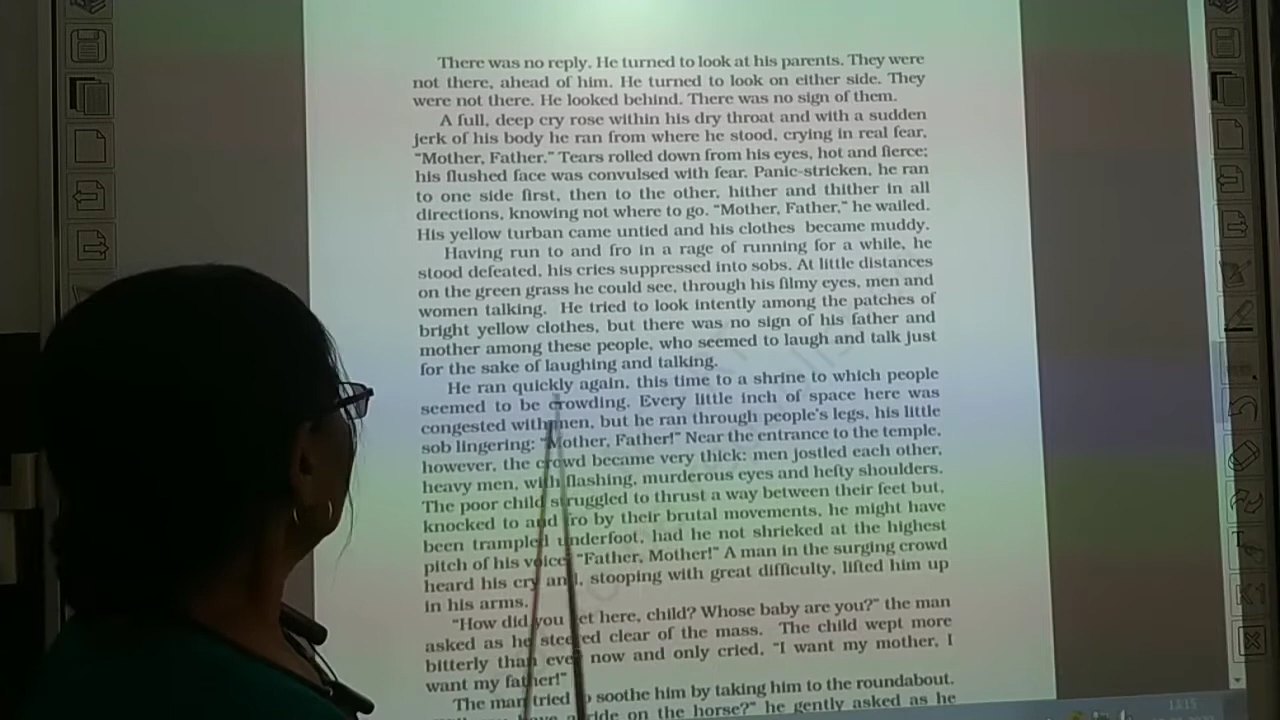 There was no reply. He turned to look at his parents. They were
not there, ahead of him. He turned to look on either side. They
were not there. He looked behind. There was no sign of them.
A full, deep cry rose within his dry throat and with a sudden
jerk of his body he ran from where he stood, crying in real fear,
“Mother, Father.” Tears rolled down from his eyes, hot and fierce;
his flushed face was convulsed with fear. Panic-stricken, he ran
to one side first, then to the other, hither and thither in all
directions, knowing not where to go. “Mother, Father,” he wailed.
His yellow turban came untied and his clothes became muddy.
Having run to and fro in a rage of running for a while, he
stood defeated, his cries suppressed into sobs. At little distances
on the green grass he could see, through his filmy eyes, men and
women talking. He tried to look intently among the patches of
bright yellow clothes, but there was no sign of his father and
mother among these people, who seemed to laugh and talk just
for the sake of laughing and talking.
He ran quickly again, this time to a shrine to which people
seemed to be crowding. Every little inch of space here was
congested with men, but he ran through people's legs, his little
sob lingering: “Mother, Father!” Near the entrance to the temple,
however, the crowd became very thick: men jostled each other,
heavy men, with flashing, murderous eyes and hefty shoulders.
The poor child struggled to thrust a way between their feet but,
knocked to and fro by their brutal movements, he might have
been trampled underfoot, had he not shrieked at the highest
pitch of his voice, “Father, Mother!” A man in the surging crowd
heard his cry and, stooping with great difficulty, lifted him up
in his arms.
“How did you get here, child? Whose baby are you?” the man
asked as he steered clear of the mass. The child wept more
bitterly than ever now and only cried, “I want my mother, I
want my father!”
The man tried to soothe him by taking him to the roundabout.
have a ride on the horse?” he gently asked as he
13:15